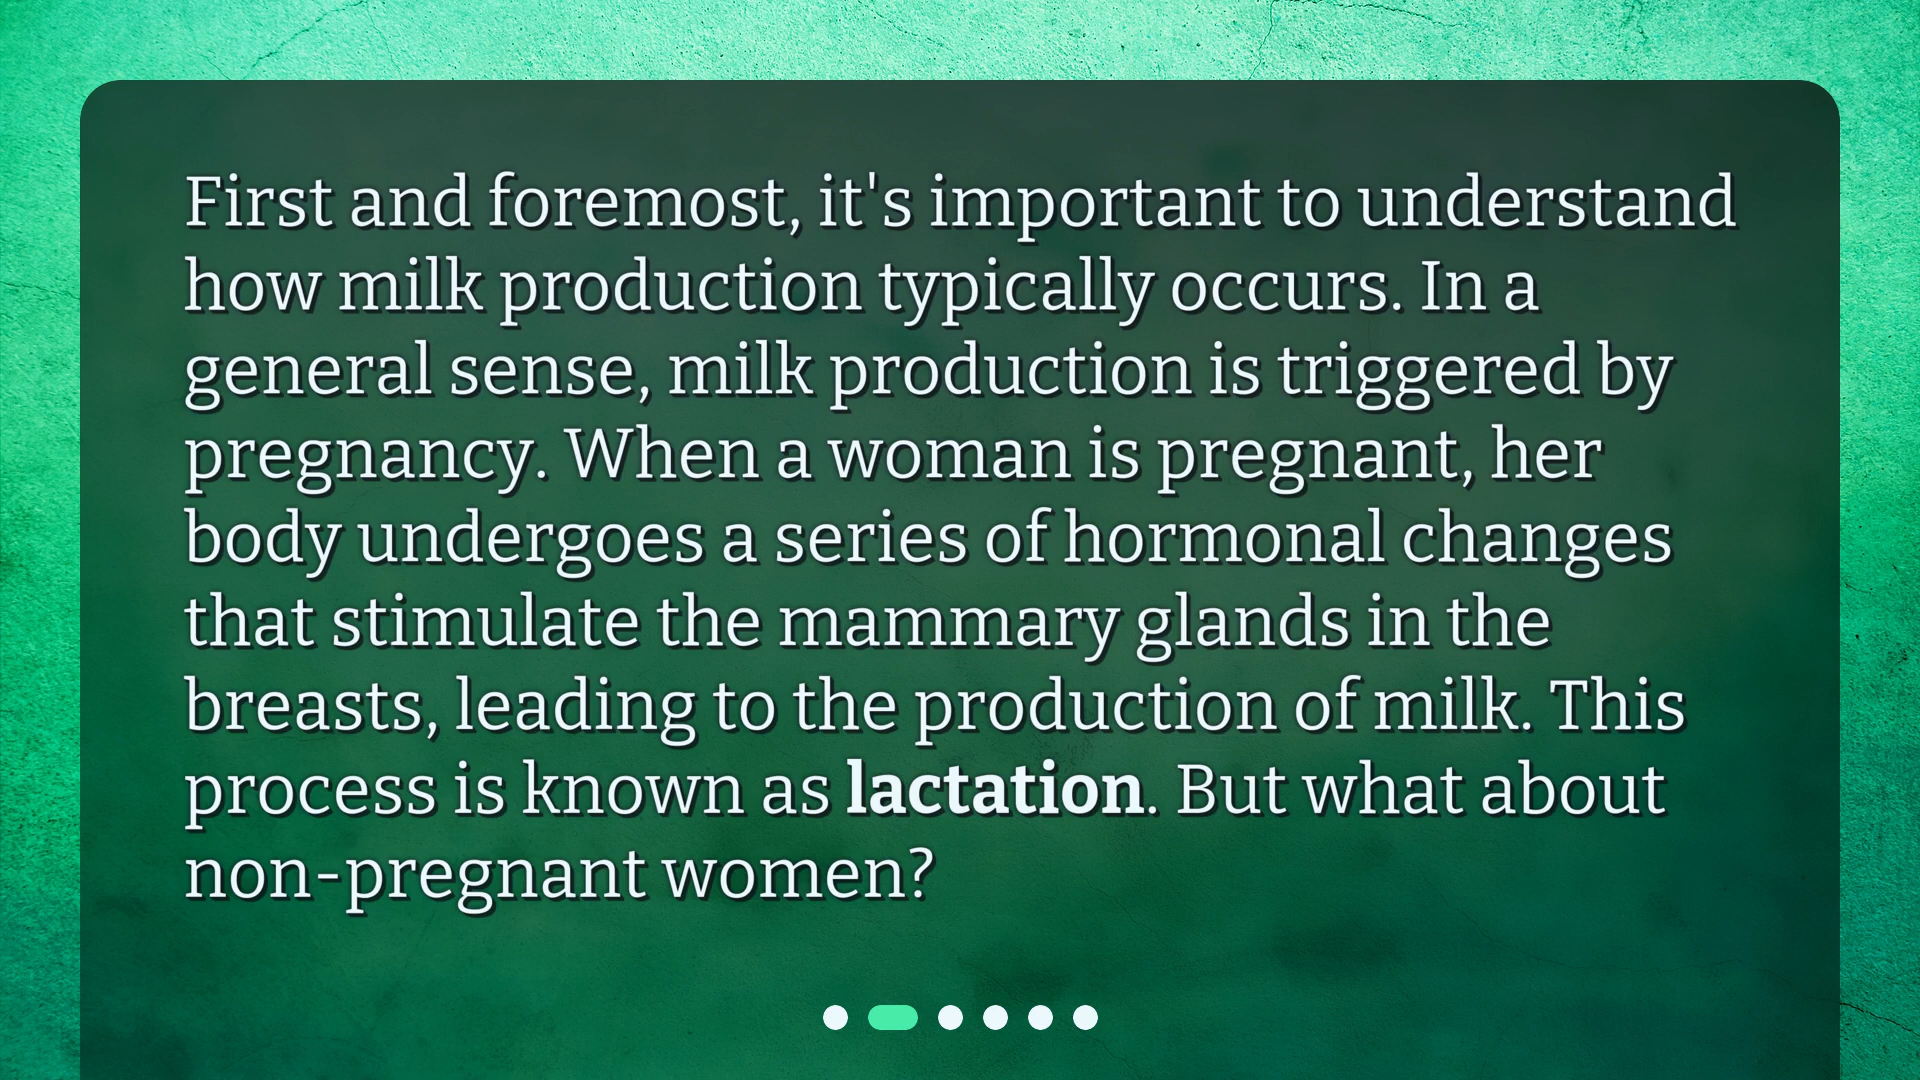 First and foremost, it's important to understand
how milk production typically occurs. In a
general sense, milk production is triggered by
pregnancy. When a woman is pregnant, her
body undergoes a series of hormonal changes
that stimulate the mammary glands in the
breasts, leading to the production of milk. This
process is known as lactation. But what about
non-pregnant women?